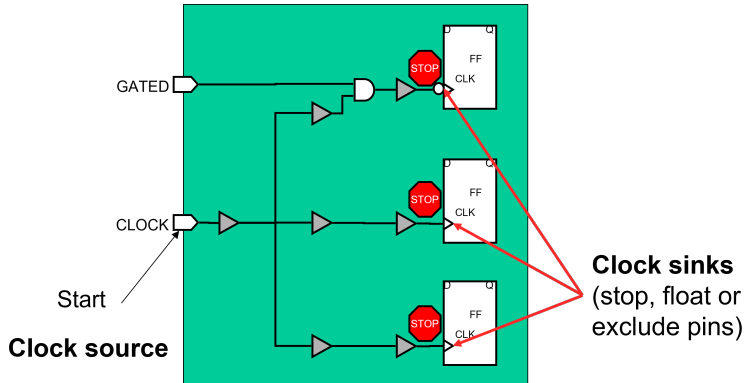 D Q
FF
STOP
CLK
GATED
D Q
STOP
FF
CLK
CLOCK
Clock sinks
(stop, float or
exclude pins)
Start
Clock source
D Q
STOP
FF
CLK